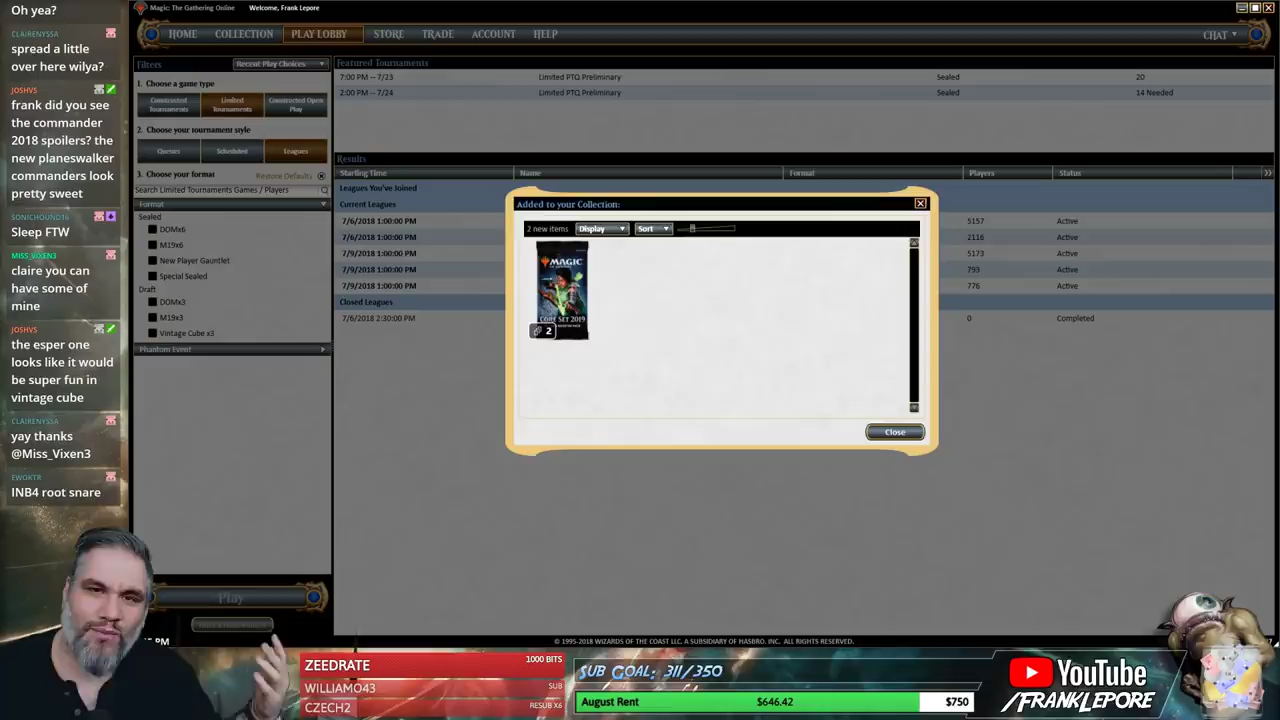 Oh yea?
CLAIRENYSSA
spread a little
over here wilya?
JOSHVS
frank did you see
the commander
2018 spoilers? the
new planeswalker
commanders look
pretty sweet
SONICHOUND16
Sleep FTW
MISS_VIXEN3
claire you can
have some of
mine
JOSHVS
the esper one
looks like it would
be super fun in
vintage cube
CLAIRENYSSA
yay thanks
@Miss_Vixen3
EWOKTR
INB4 root snare
Magic: The Gathering Online Welcome, Frank Lepore
HOME COLLECTION PLAY LOBBY STORE TRADE ACCOUNT HELP CHAT
Filters Recent Play Choices
1. Choose a game type
Constructed Tournaments Limited Tournaments Constructed Open Play
2. Choose your tournament style
Queues Scheduled Leagues
3. Choose your format Restore Defaults
Search Limited Tournaments Games / Players
Format
Sealed
DOMx6
M19x6
New Player Gauntlet
Special Sealed
Draft
DOMx3
M19x3
Vintage Cube x3
Phantom Event
Play
PM
Featured Tournaments
7:00 PM -- 7/23 Limited PTQ Preliminary Sealed 20
2:00 PM -- 7/24 Limited PTQ Preliminary Sealed 14 Needed
Results
Starting Time Name Format Players Status
Leagues You've Joined
Current Leagues
7/6/2018 1:00:00 PM 5157 Active
7/6/2018 1:00:00 PM 2116 Active
7/9/2018 1:00:00 PM 5173 Active
7/9/2018 1:00:00 PM 793 Active
7/9/2018 1:00:00 PM 776 Active
Closed Leagues
7/6/2018 2:30:00 PM 0 Completed
Added to your Collection:
2 new items Display Sort
MAGIC
CORE SET 2019
2
Close
© 1995-2018 WIZARDS OF THE COAST LLC, A SUBSIDIARY OF HASBRO, INC. ALL RIGHTS RESERVED.
ZEEDRATE 1000 BITS
WILLIAMO43 SUB
CZECH2 RESUB X6
SUB GOAL: 311/350
August Rent $646.42 $750
YouTube
/FRANKLEPORE